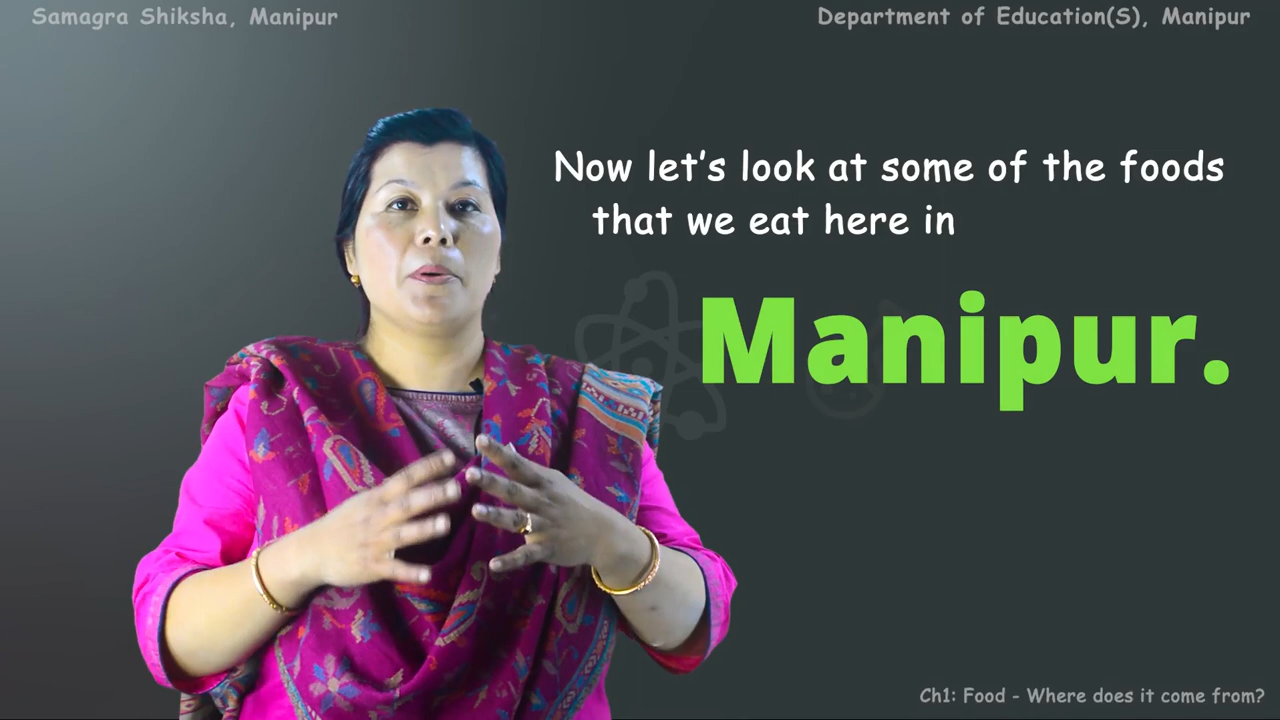 Samagra Shiksha, Manipur
Department of Education(S), Manipur
Now let's look at some of the foods
that we eat here in
Manipur.
Ch1: Food - Where does it come from?